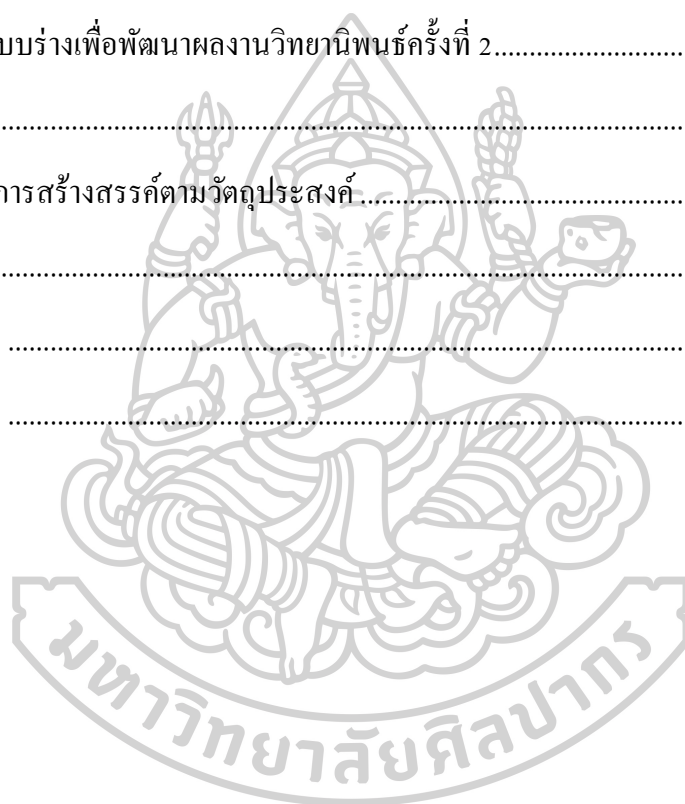 บบร่างเพื่อพัฒนาผลงานวิทยานิพนธ์ครั้งที่ 2................................
....................................................................................................
การสร้างสรรค์ตามวัตถุประสงค์ ....................................................
....................................................................................................
...................................................................................................
...................................................................................................
มหาวิทยาลัยศิลปากร